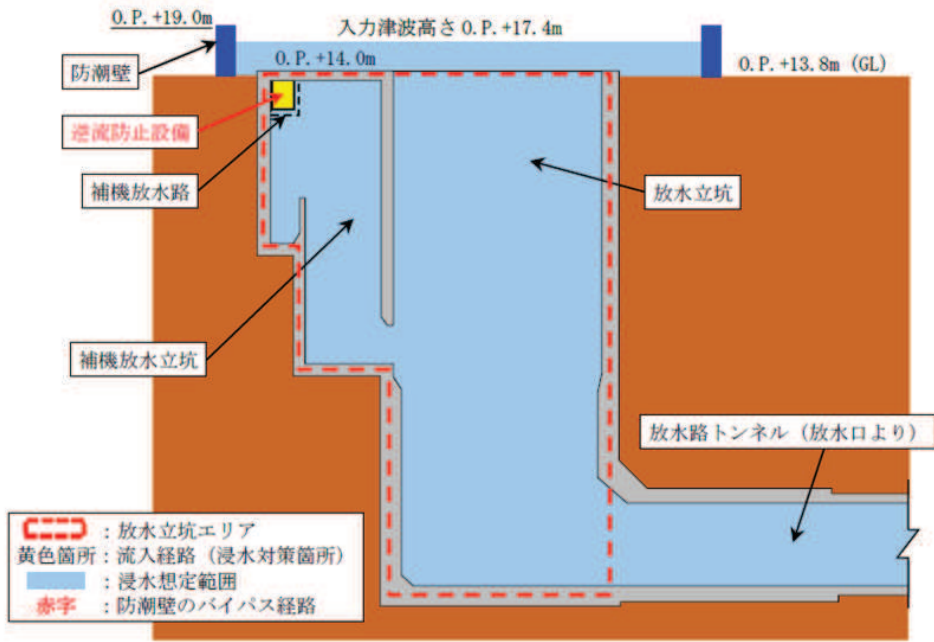 O.P.+19.0m
入力津波高さ O.P.+17.4m
防潮壁
O.P.+14.0m
O.P.+13.8m (GL)
逆流防止設備
補機放水路
放水立坑
補機放水立坑
放水路トンネル（放水口より）
：放水立坑エリア
黄色箇所：流入経路（浸水対策箇所）
：浸水想定範囲
赤字：防潮壁のバイパス経路